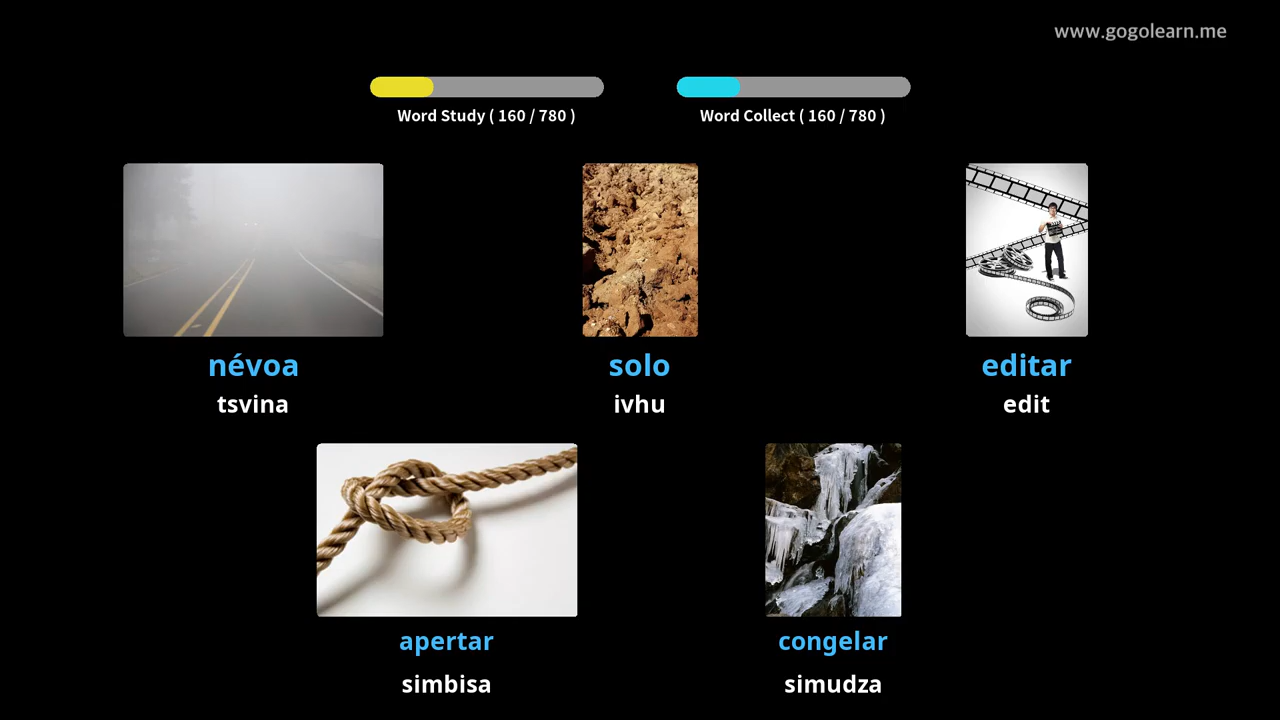 www.gogolearn.me
Word Study ( 160 / 780 )
Word Collect ( 160 / 780 )
névoa
tsvina
solo
ivhu
editar
edit
apertar
simbisa
congelar
simudza